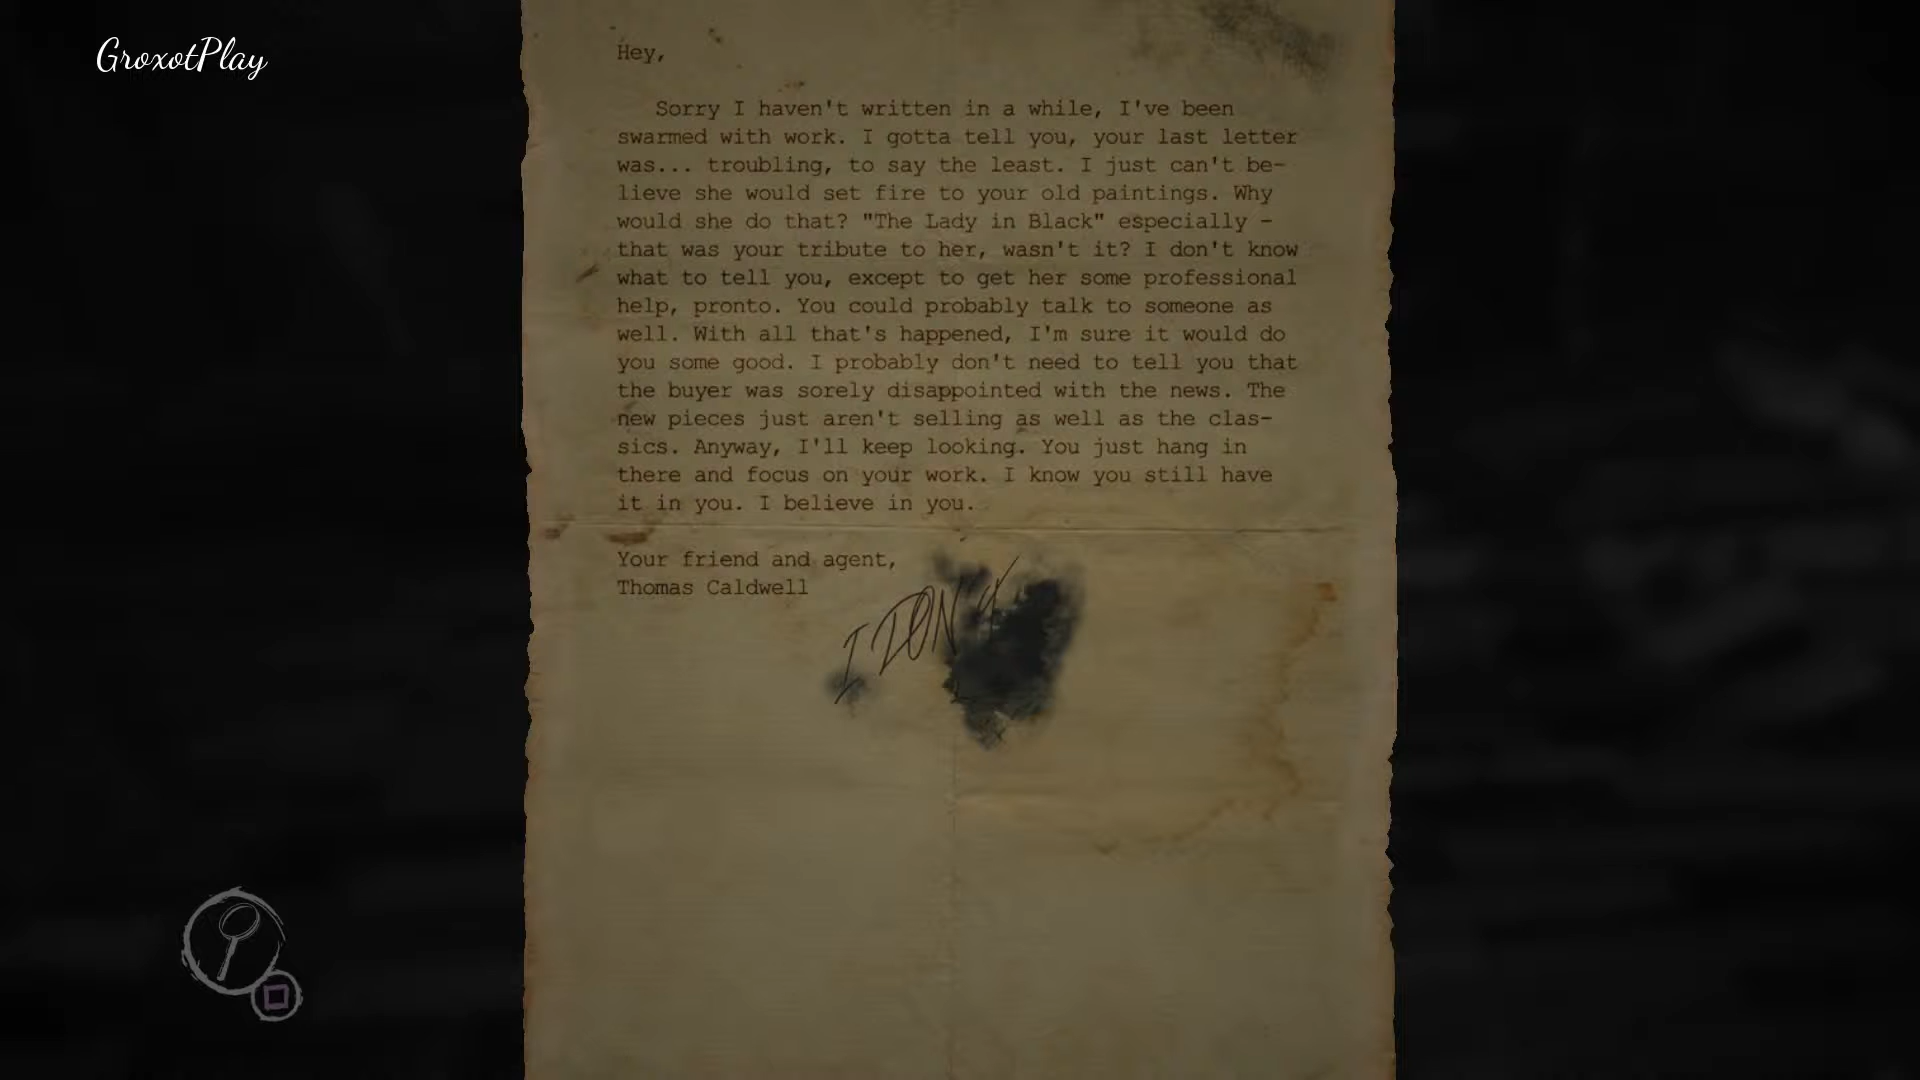 GroxotPlay
Hey,
Sorry I haven't written in a while, I've been
swarmed with work. I gotta tell you, your last letter
was... troubling, to say the least. I just can't be-
lieve she would set fire to your old paintings. Why
would she do that? "The Lady in Black" especially -
that was your tribute to her, wasn't it? I don't know
what to tell you, except to get her some professional
help, pronto. You could probably talk to someone as
well. With all that's happened, I'm sure it would do
you some good. I probably don't need to tell you that
the buyer was sorely disappointed with the news. The
new pieces just aren't selling as well as the clas-
sics. Anyway, I'll keep looking. You just hang in
there and focus on your work. I know you still have
it in you. I believe in you.
Your friend and agent,
Thomas Caldwell
I DON'T